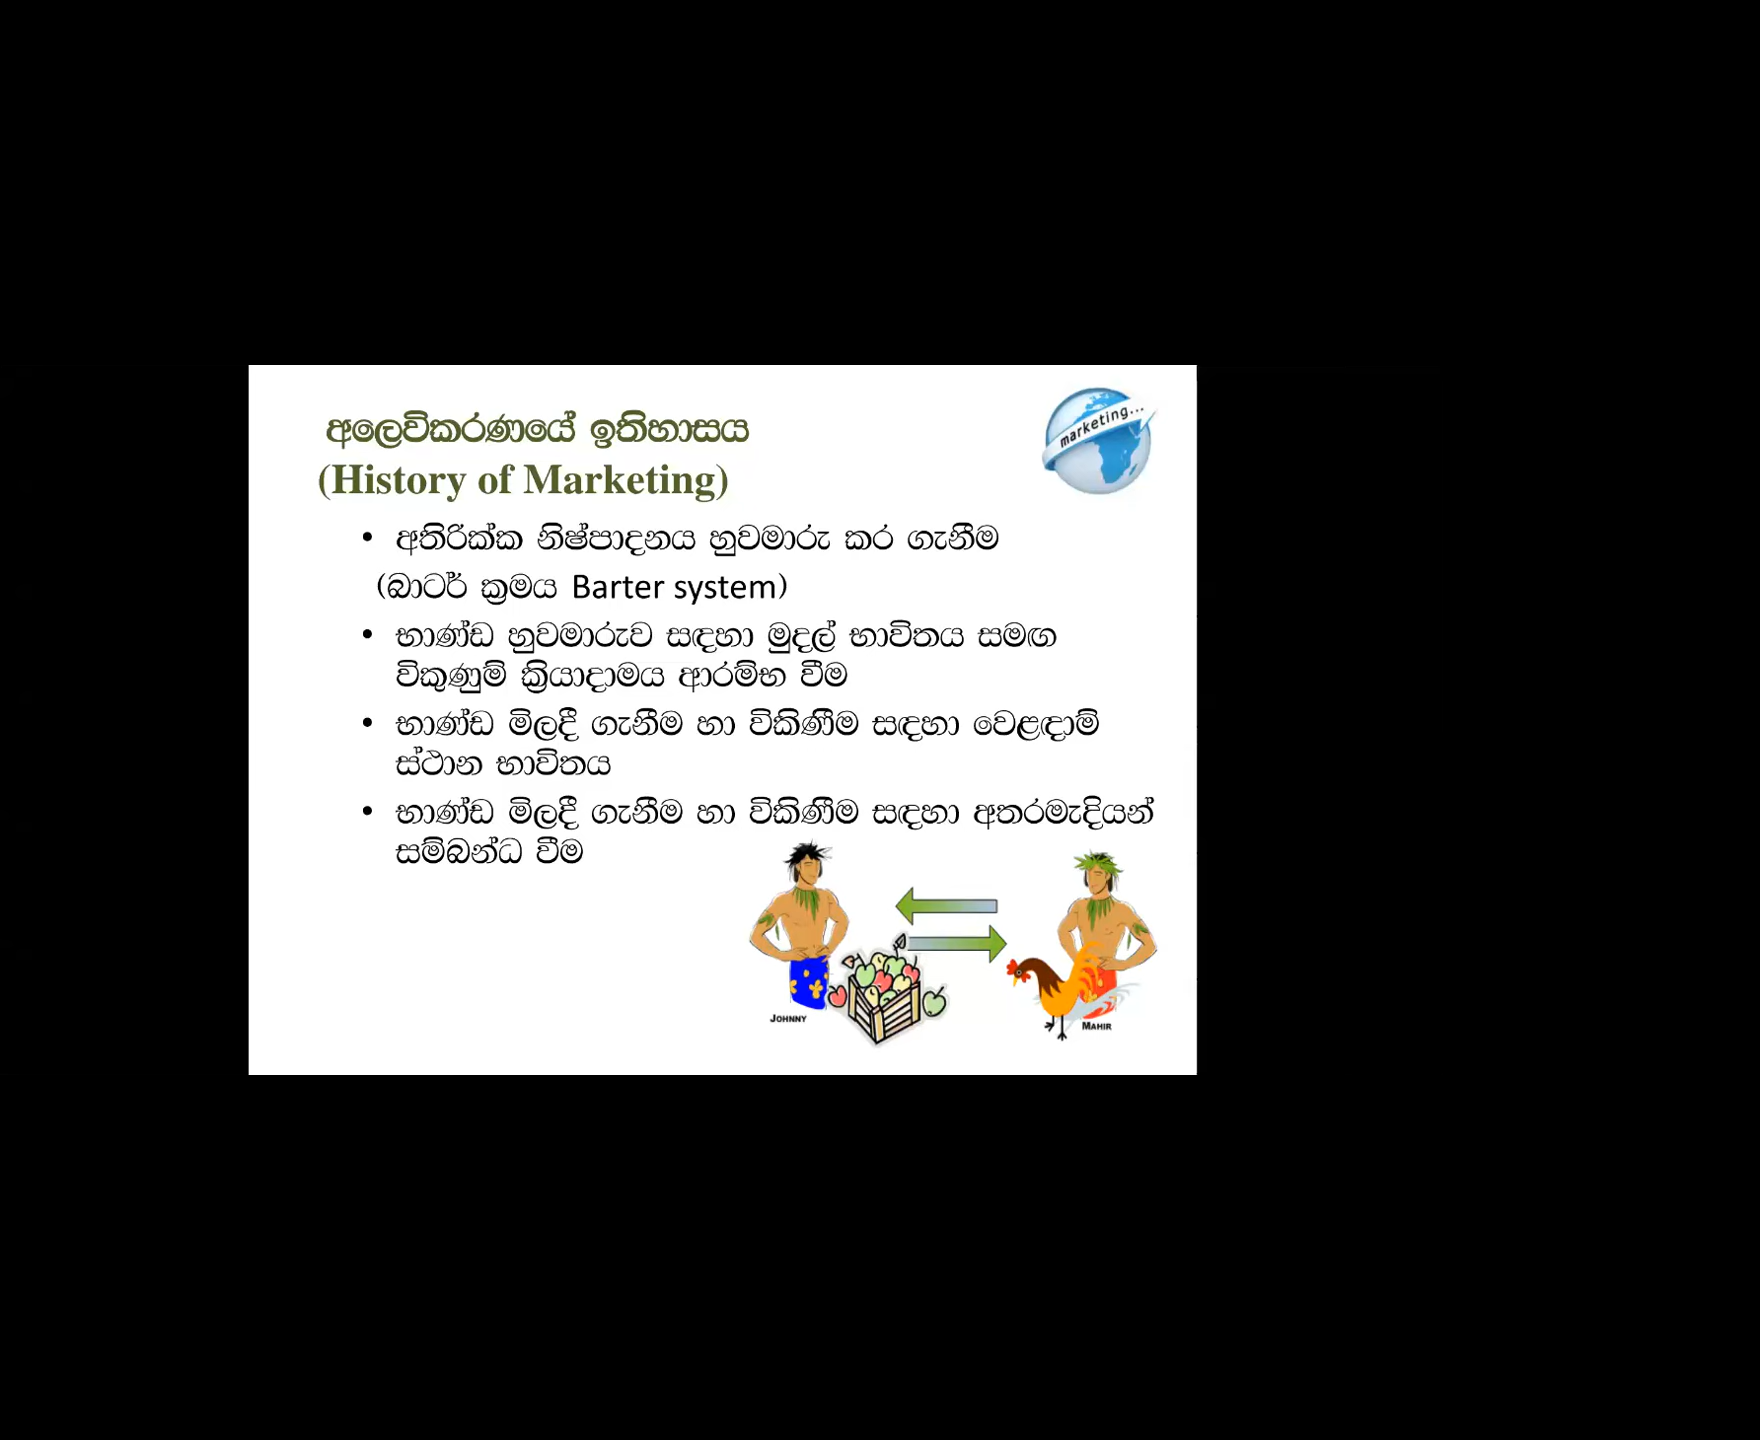 අලෙවිකරණයේ ඉතිහාසය
(History of Marketing)
marketing...
• අතිරික්ක නිෂ්පාදනය හුවමාරු කර ගැනීම
(බාටර් ක්‍රමය Barter system)
• භාණ්ඩ හුවමාරුව සඳහා මුදල් භාවිතය සමඟ
විකුණුම් ක්‍රියාදාමය ආරම්භ වීම
• භාණ්ඩ මිලදී ගැනීම හා විකිණීම සඳහා වෙළඳාම්
ස්ථාන භාවිතය
• භාණ්ඩ මිලදී ගැනීම හා විකිණීම සඳහා අතරමැදියන්
සම්බන්ධ වීම
JOHNNY
MAHIR